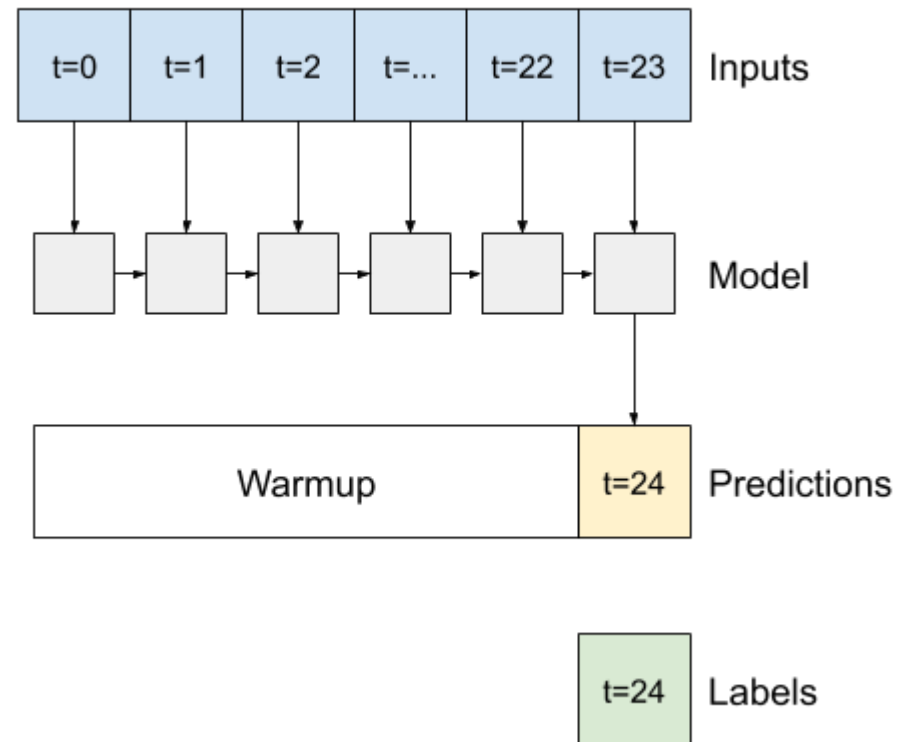 t=0 t=1 t=2 t=... t=22 t=23 Inputs
Model
Warmup t=24 Predictions
t=24 Labels